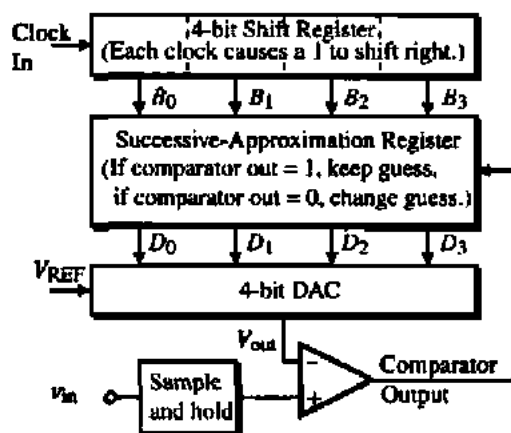 Clock
In
4-bit Shift Register
(Each clock causes a 1 to shift right.)
B0 B1 B2 B3
Successive-Approximation Register
(If comparator out = 1, keep guess,
if comparator out = 0, change guess.)
D0 D1 D2 D3
VREF
4-bit DAC
Vout
−
+
Comparator
Output
vin
Sample
and hold